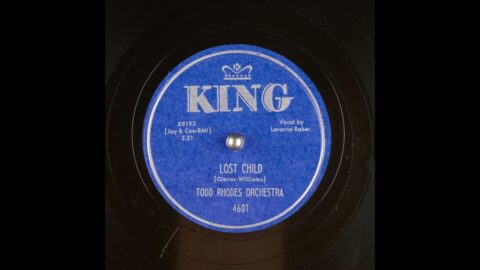 K
KING
K9193
(Jay & Cee-BMI)
2:21
Vocal by
Laverne Baker
LOST CHILD
(Glover-Williams)
TODD RHODES ORCHESTRA
4601